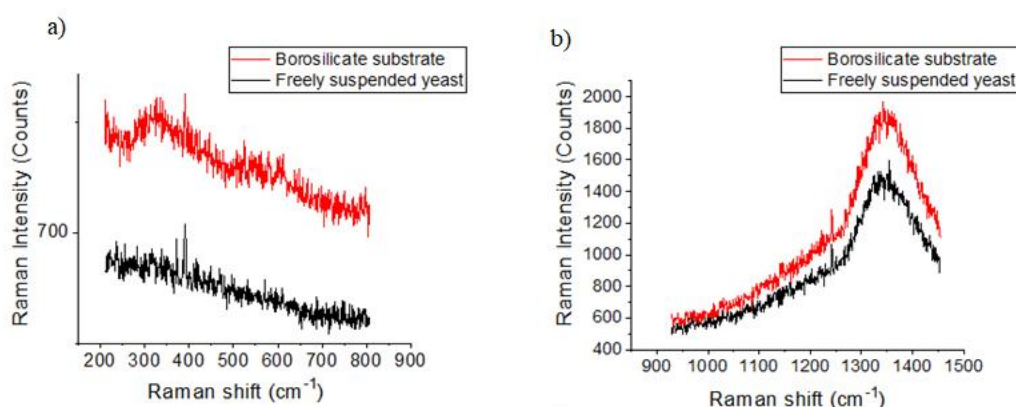 a)
Borosilicate substrate
Freely suspended yeast
Raman Intensity (Counts)
700
200 300 400 500 600 700 800 900
Raman shift (cm⁻¹)
b)
Borosilicate substrate
Freely suspended yeast
Raman Intensity (Counts)
2000
1800
1600
1400
1200
1000
800
600
400
900 1000 1100 1200 1300 1400 1500
Raman shift (cm⁻¹)